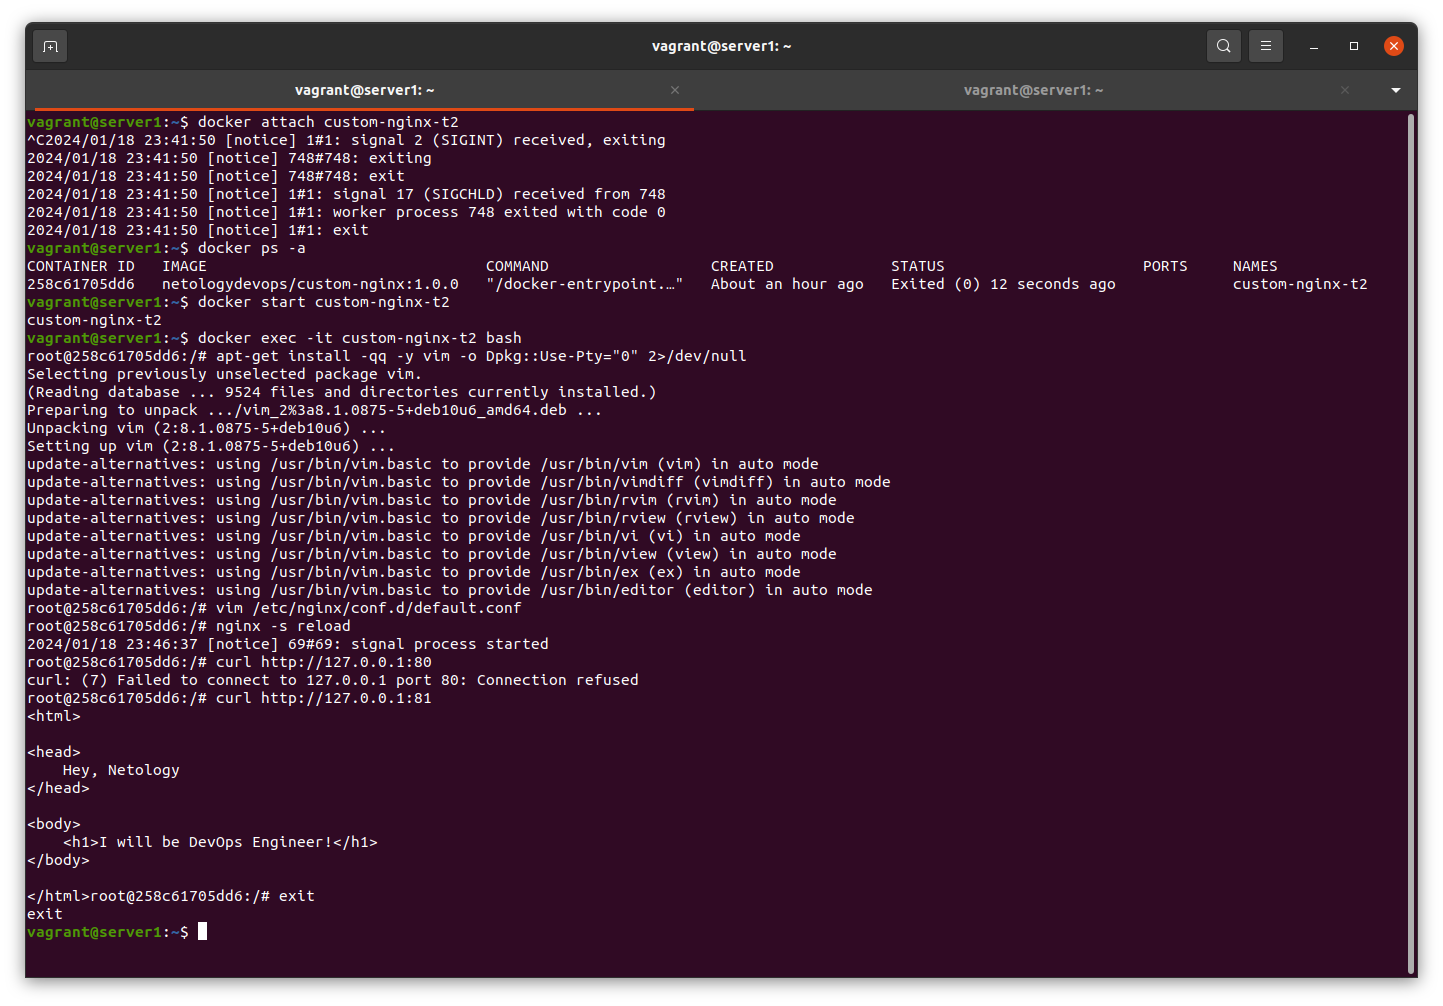 vagrant@server1: ~
vagrant@server1: ~
vagrant@server1: ~
vagrant@server1:~$ docker attach custom-nginx-t2
^C2024/01/18 23:41:50 [notice] 1#1: signal 2 (SIGINT) received, exiting
2024/01/18 23:41:50 [notice] 748#748: exiting
2024/01/18 23:41:50 [notice] 748#748: exit
2024/01/18 23:41:50 [notice] 1#1: signal 17 (SIGCHLD) received from 748
2024/01/18 23:41:50 [notice] 1#1: worker process 748 exited with code 0
2024/01/18 23:41:50 [notice] 1#1: exit
vagrant@server1:~$ docker ps -a
CONTAINER ID   IMAGE                               COMMAND                  CREATED             STATUS                      PORTS     NAMES
258c61705dd6   netologydevops/custom-nginx:1.0.0   "/docker-entrypoint.…"   About an hour ago   Exited (0) 12 seconds ago             custom-nginx-t2
vagrant@server1:~$ docker start custom-nginx-t2
custom-nginx-t2
vagrant@server1:~$ docker exec -it custom-nginx-t2 bash
root@258c61705dd6:/# apt-get install -qq -y vim -o Dpkg::Use-Pty="0" 2>/dev/null
Selecting previously unselected package vim.
(Reading database ... 9524 files and directories currently installed.)
Preparing to unpack .../vim_2%3a8.1.0875-5+deb10u6_amd64.deb ...
Unpacking vim (2:8.1.0875-5+deb10u6) ...
Setting up vim (2:8.1.0875-5+deb10u6) ...
update-alternatives: using /usr/bin/vim.basic to provide /usr/bin/vim (vim) in auto mode
update-alternatives: using /usr/bin/vim.basic to provide /usr/bin/vimdiff (vimdiff) in auto mode
update-alternatives: using /usr/bin/vim.basic to provide /usr/bin/rvim (rvim) in auto mode
update-alternatives: using /usr/bin/vim.basic to provide /usr/bin/rview (rview) in auto mode
update-alternatives: using /usr/bin/vim.basic to provide /usr/bin/vi (vi) in auto mode
update-alternatives: using /usr/bin/vim.basic to provide /usr/bin/view (view) in auto mode
update-alternatives: using /usr/bin/vim.basic to provide /usr/bin/ex (ex) in auto mode
update-alternatives: using /usr/bin/vim.basic to provide /usr/bin/editor (editor) in auto mode
root@258c61705dd6:/# vim /etc/nginx/conf.d/default.conf
root@258c61705dd6:/# nginx -s reload
2024/01/18 23:46:37 [notice] 69#69: signal process started
root@258c61705dd6:/# curl http://127.0.0.1:80
curl: (7) Failed to connect to 127.0.0.1 port 80: Connection refused
root@258c61705dd6:/# curl http://127.0.0.1:81
<html>

<head>
    Hey, Netology
</head>

<body>
    <h1>I will be DevOps Engineer!</h1>
</body>

</html>root@258c61705dd6:/# exit
exit
vagrant@server1:~$